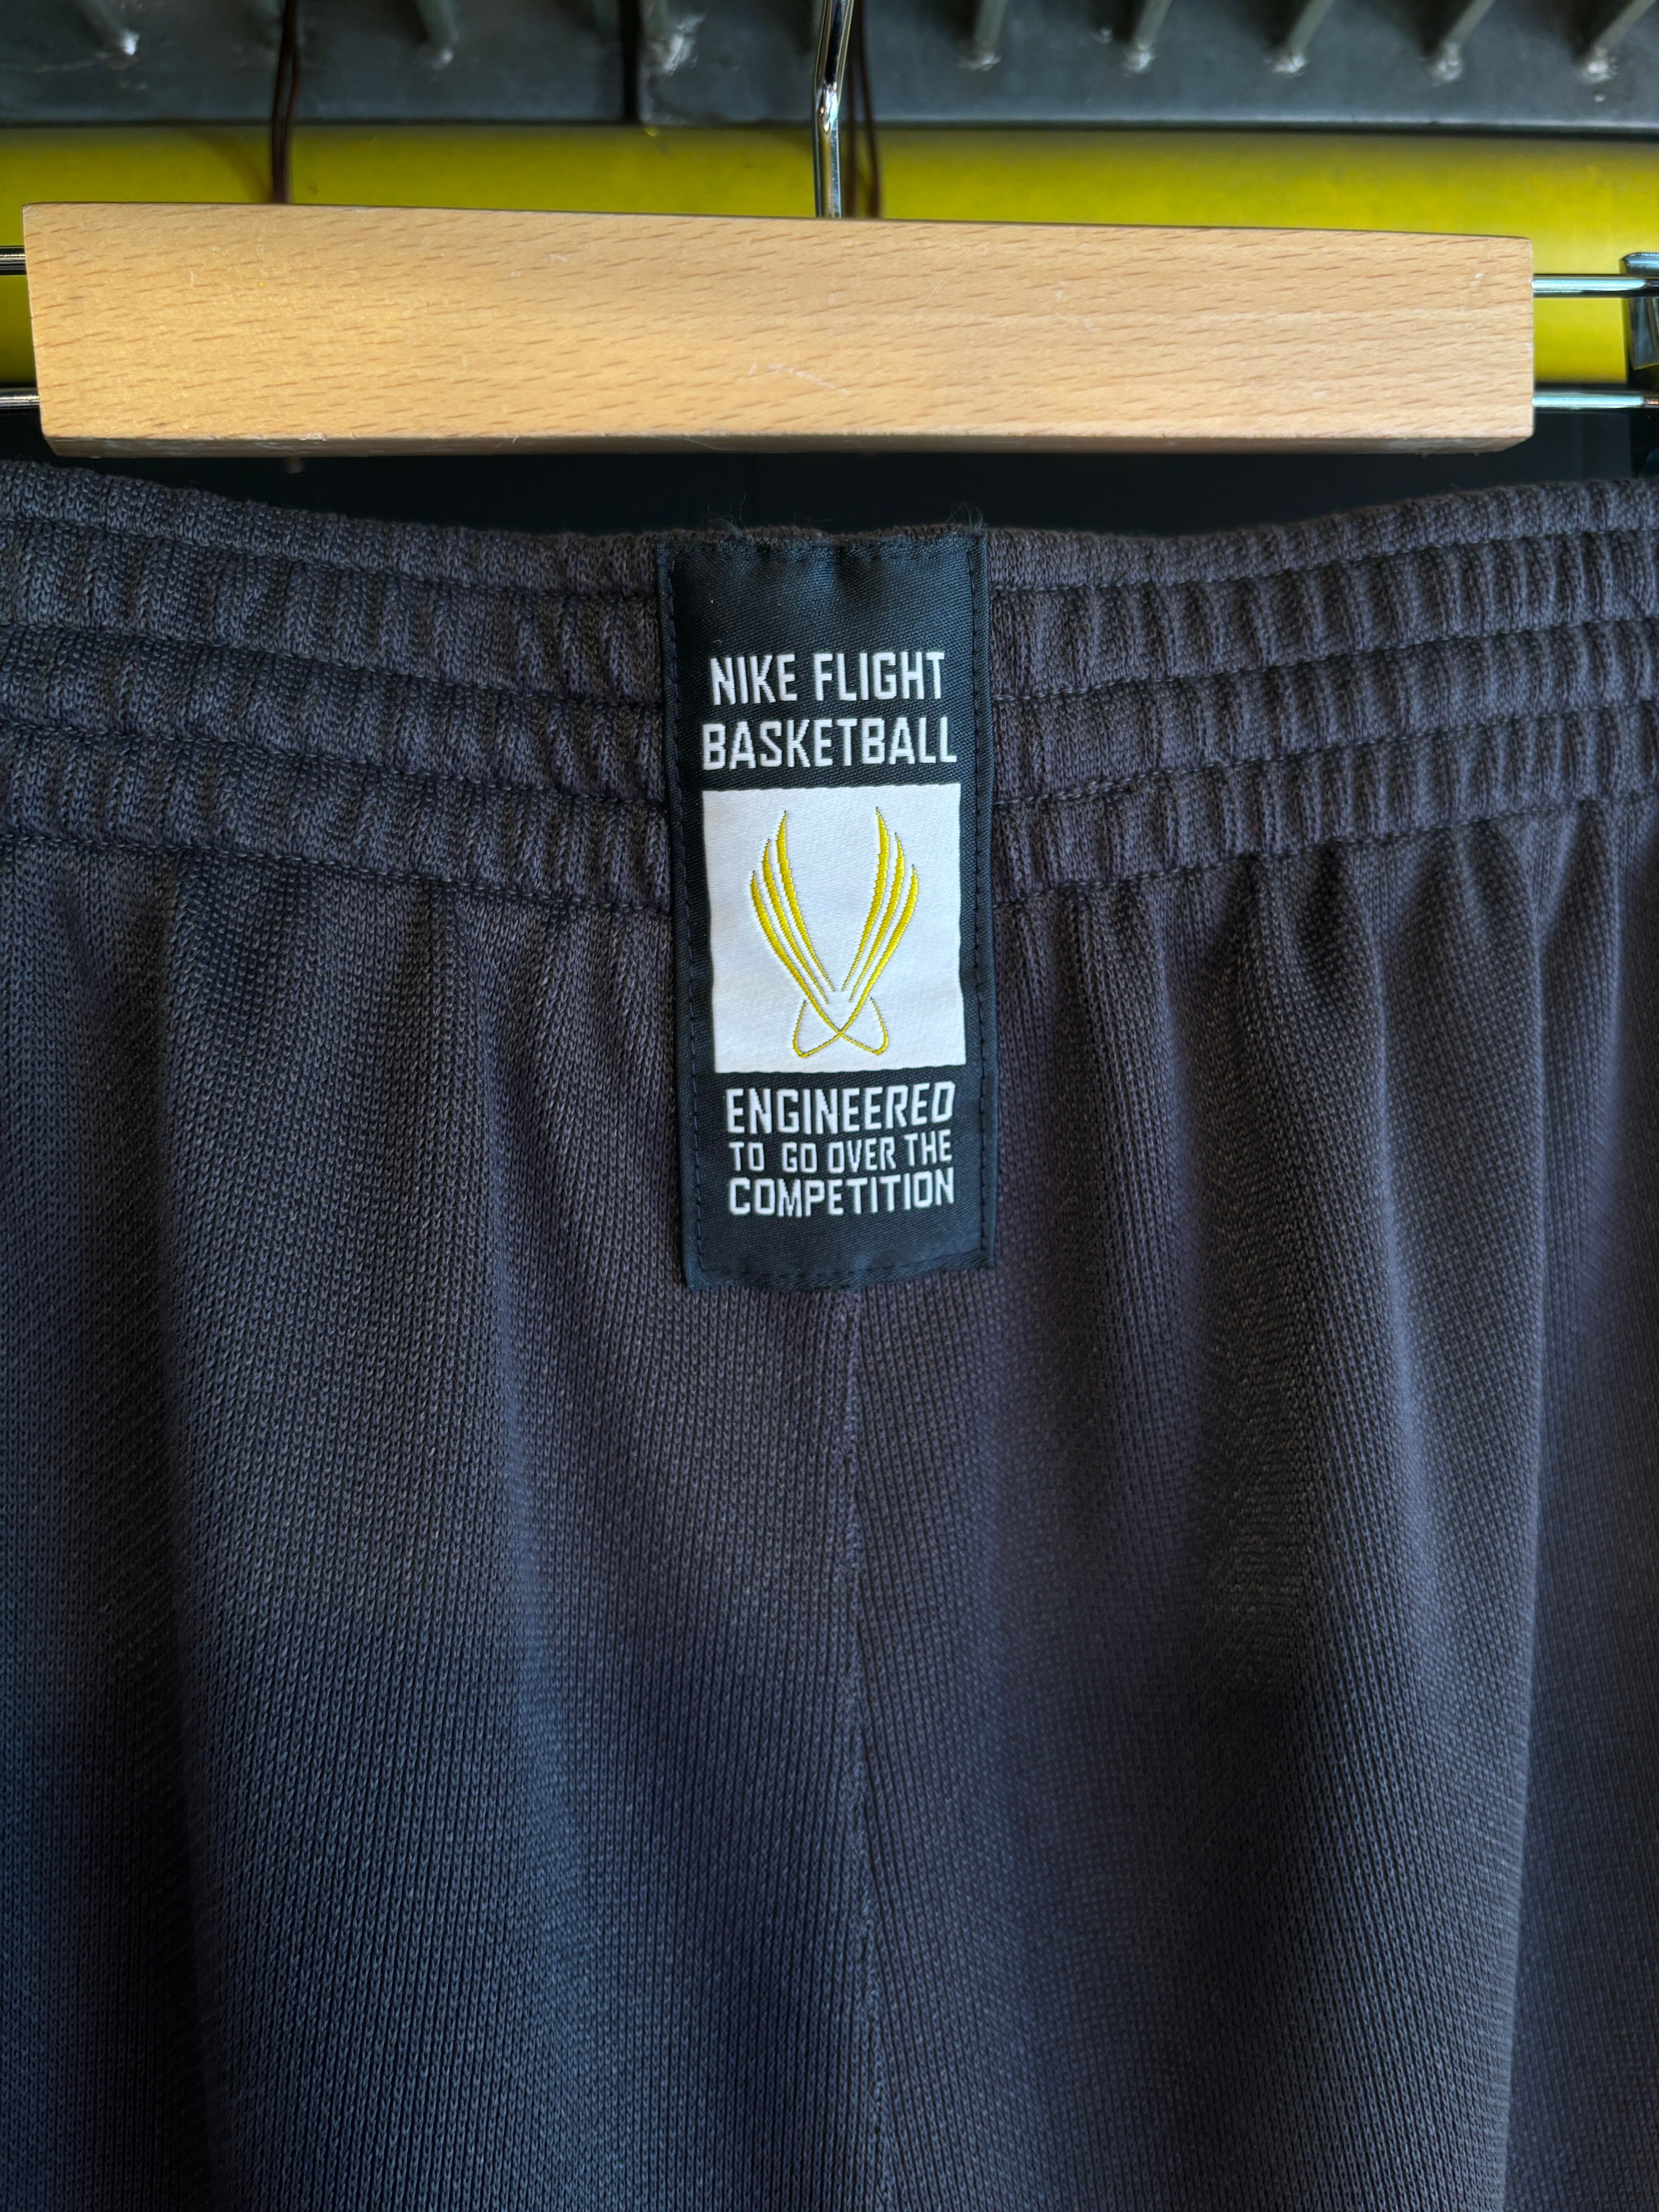 NIKE FLIGHT
BASKETBALL
ENGINEERED
TO GO OVER THE
COMPETITION